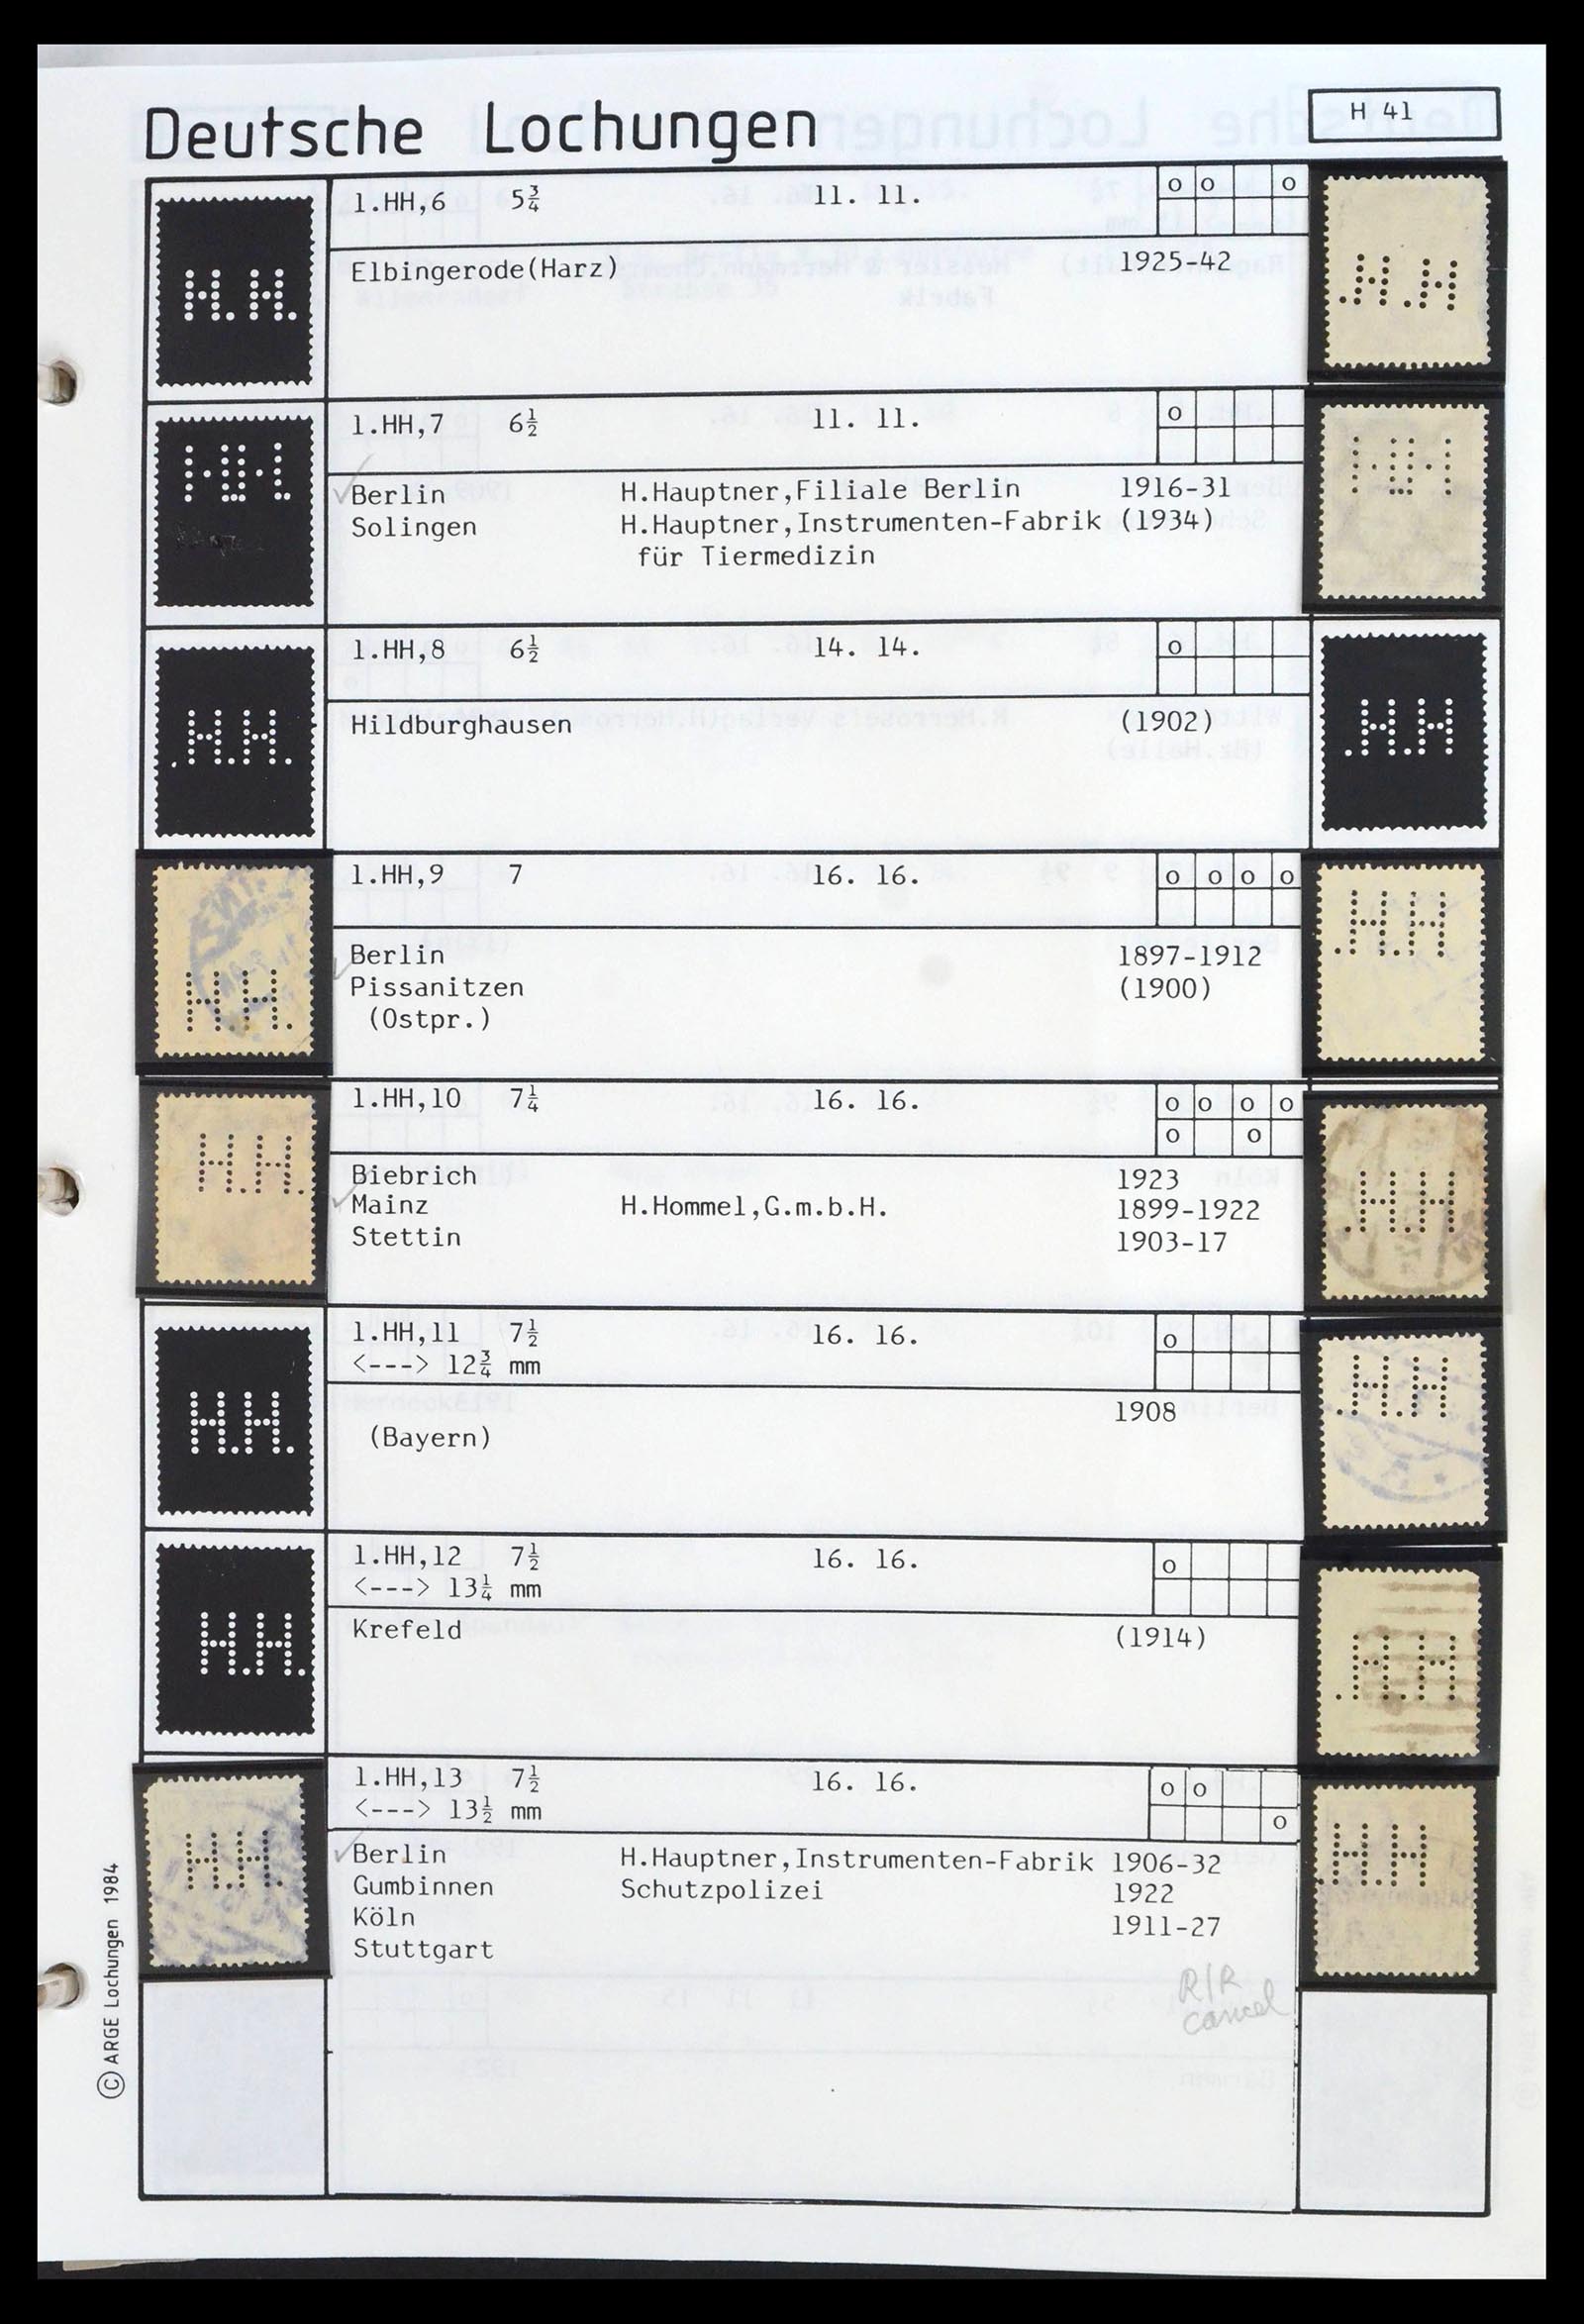 H 41
Deutsche Lochungen
1.HH,6 5¾ 11. 11. o o o
Elbingerode(Harz) 1925-42
1.HH,7 6½ 11. 11. o
Berlin H.Hauptner,Filiale Berlin 1916-31
Solingen H.Hauptner,Instrumenten-Fabrik (1934)
für Tiermedizin
1.HH,8 6½ 14. 14. o
Hildburghausen (1902)
1.HH,9 7 16. 16. o o o o
Berlin 1897-1912
Pissanitzen (1900)
(Ostpr.)
1.HH,10 7¼ 16. 16. o o o o
o o
Biebrich 1923
Mainz H.Hommel,G.m.b.H. 1899-1922
Stettin 1903-17
1.HH,11 7½ 16. 16. o
<---> 12¾ mm
1908
(Bayern)
1.HH,12 7½ 16. 16. o
<---> 13¼ mm
Krefeld (1914)
1.HH,13 7½ 16. 16. o o
<---> 13½ mm o
Berlin H.Hauptner,Instrumenten-Fabrik 1906-32
Gumbinnen Schutzpolizei 1922
Köln 1911-27
Stuttgart
R/R
cancel
© ARGE Lochungen 1984